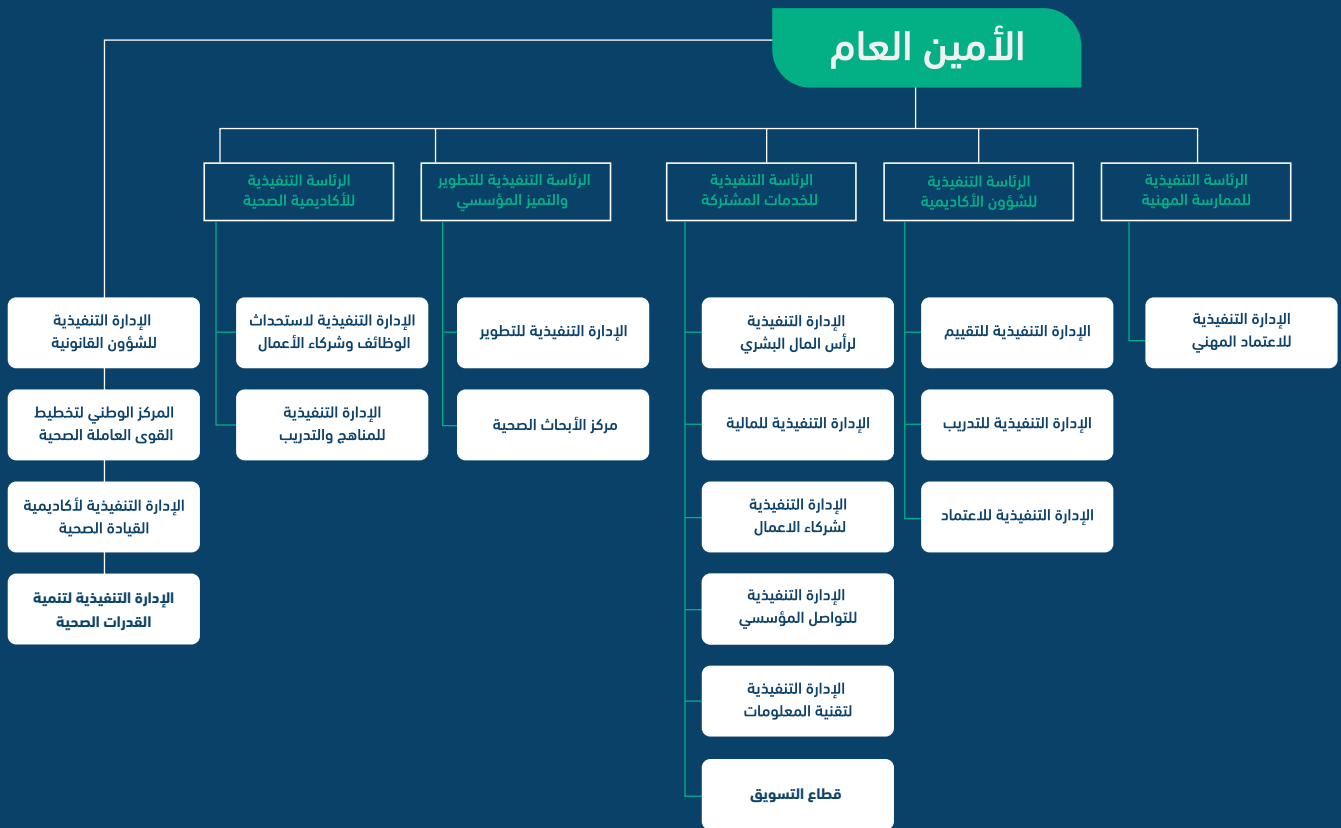 الأمين العام
الرئاسة التنفيذية
للممارسة المهنية
الرئاسة التنفيذية
للشؤون الأكاديمية
الرئاسة التنفيذية
للخدمات المشتركة
الرئاسة التنفيذية للتطوير
والتميز المؤسسي
الرئاسة التنفيذية
للأكاديمية الصحية
الإدارة التنفيذية
للاعتماد المهني
الإدارة التنفيذية للتقييم
الإدارة التنفيذية للتدريب
الإدارة التنفيذية للاعتماد
الإدارة التنفيذية
لرأس المال البشري
الإدارة التنفيذية للمالية
الإدارة التنفيذية
لشركاء الاعمال
الإدارة التنفيذية
للتواصل المؤسسي
الإدارة التنفيذية
لتقنية المعلومات
قطاع التسويق
الإدارة التنفيذية للتطوير
مركز الأبحاث الصحية
الإدارة التنفيذية لاستحداث
الوظائف وشركاء الأعمال
الإدارة التنفيذية
للمناهج والتدريب
الإدارة التنفيذية
للشؤون القانونية
المركز الوطني لتخطيط
القوى العاملة الصحية
الإدارة التنفيذية لأكاديمية
القيادة الصحية
الإدارة التنفيذية لتنمية
القدرات الصحية